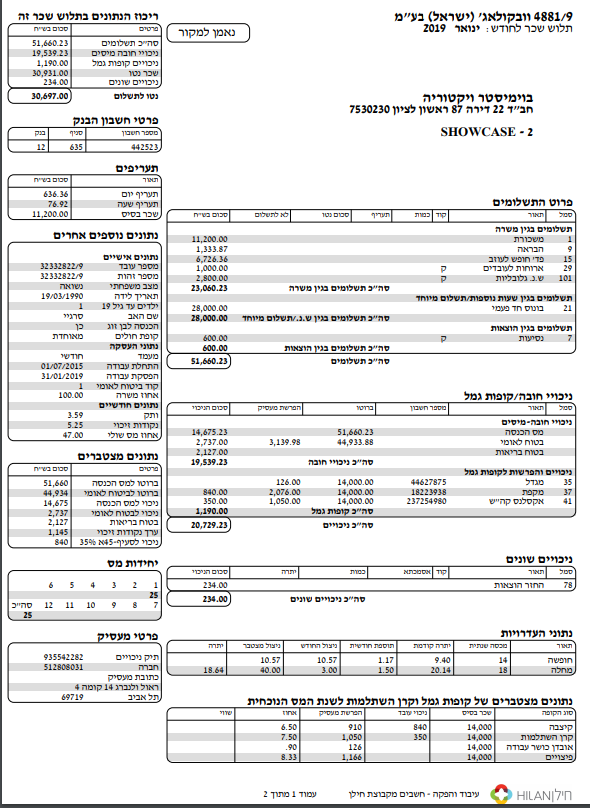 4881/9 וובקולאג' (ישראל) בע"מ
תלוש שכר לחודש: ינואר 2019
נאמן למקור
בוימיסטר ויקטוריה
חב"ד 22 דירה 87 ראשון לציון 7530230
SHOWCASE - 2
ריכוז הנתונים בתלוש שכר זה
פרטים סכום בש"ח
סה"כ תשלומים 51,660.23
ניכויי חובה מיסים 19,539.23
ניכויים קופות גמל 1,190.00
שכר נטו 30,931.00
ניכויים שונים 234.00
נטו לתשלום 30,697.00
פרטי חשבון הבנק
מספר חשבון סניף בנק
442523 635 12
תעריפים
תאור סכום בש"ח
תעריף יום 636.36
תעריף שעה 76.92
שכר בסיס 11,200.00
נתונים נוספים אחרים
נתונים אישיים
מספר עובד 32332822/9
מספר זהות 32332822/9
מצב משפחתי נשואה
תאריך לידה 19/03/1990
ילדים עד גיל 19 1
שם האב סרגיי
הכנסה לבן זוג כן
קופת חולים מאוחדת
נתוני העסקה
מעמד חודשי
התחלת עבודה 01/07/2015
הפסקת עבודה 31/01/2019
קוד ביטוח לאומי 1
אחוז משרה 100.00
נתונים חודשיים
ותק 3.59
נקודות זיכוי 5.25
אחוז מס שולי 47.00
נתונים מצטברים
פרטים סכום בש"ח
ברוטו למס הכנסה 51,660
ברוטו לביטוח לאומי 44,934
ניכוי למס הכנסה 14,675
ניכוי לבטוח לאומי 2,737
בטוח בריאות 2,127
ערך נקודות זיכוי 1,145
ניכוי לסעיף-45א 35% 840
יחידות מס
1 2 3 4 5 6
25
7 8 9 10 11 12 סה"כ
25
פרטי מעסיק
תיק ניכויים 935542282
חברה 512808031
כתובת מעסיק
ראול ולנברג 14 קומה 4
תל אביב 69719
פרוט התשלומים
סמל תאור קוד כמות תעריף סכום נטו לא לתשלום סכום בש"ח
תשלומים בגין משרה
1 משכורת 11,200.00
9 הבראה 1,333.87
15 פדי חופש לעוזב 6,726.36
29 ארוחות לעובדים ק 1,000.00
101 ש.נ. גלובליות ק 2,800.00
סה"כ תשלומים בגין משרה 23,060.23
תשלומים בגין שעות נוספות/תשלום מיוחד
21 בונוס חד פעמי 28,000.00
סה"כ תשלומים בגין ש.נ./תשלום מיוחד 28,000.00
תשלומים בגין הוצאות
7 נסיעות ק 600.00
סה"כ תשלומים בגין הוצאות 600.00
סה"כ תשלומים 51,660.23
ניכויי חובה/קופות גמל
סמל תאור מספר חשבון ברוטו הפרשת מעסיק סכום הניכוי
ניכויי חובה-מיסים
מס הכנסה 51,660.23 14,675.23
בטוח לאומי 44,933.88 3,139.98 2,737.00
בטוח בריאות 2,127.00
סה"כ ניכויי חובה 19,539.23
ניכויים והפרשות לקופות גמל
35 מגדל 44627875 14,000.00 126.00
37 מקפת 18223938 14,000.00 2,076.00 840.00
41 אקסלנס קה"ש 237254980 14,000.00 1,050.00 350.00
סה"כ קופות גמל 1,190.00
סה"כ ניכויים 20,729.23
ניכויים שונים
סמל תאור קוד אסמכתא כמות יתרה סכום הניכוי
78 החזר הוצאות 234.00
סה"כ ניכויים שונים 234.00
נתוני העדרויות
תאור מכסה שנתית יתרה קודמת תוספת חודשית ניצול החודש ניצול מצטבר יתרה
חופשה 14 9.40 1.17 10.57 10.57
מחלה 18 20.14 1.50 3.00 40.00 18.64
נתונים מצטברים של קופות גמל וקרן השתלמות לשנת המס הנוכחית
סוג הקופה שכר בסיס ניכוי עובד הפרשת מעסיק אחוז שווי
קיצבה 14,000 840 910 6.50
קרן השתלמות 14,000 350 1,050 7.50
אובדן כושר עבודה 14,000 126 .90
פיצויים 14,000 1,166 8.33
חילן HILAN עיבוד והפקה - חשבים מקבוצת חילן עמוד 1 מתוך 2